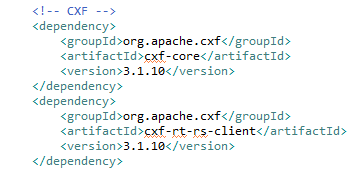 <!-- CXF -->
<dependency>
<groupId>org.apache.cxf</groupId>
<artifactId>cxf-core</artifactId>
<version>3.1.10</version>
</dependency>
<dependency>
<groupId>org.apache.cxf</groupId>
<artifactId>cxf-rt-rs-client</artifactId>
<version>3.1.10</version>
</dependency>